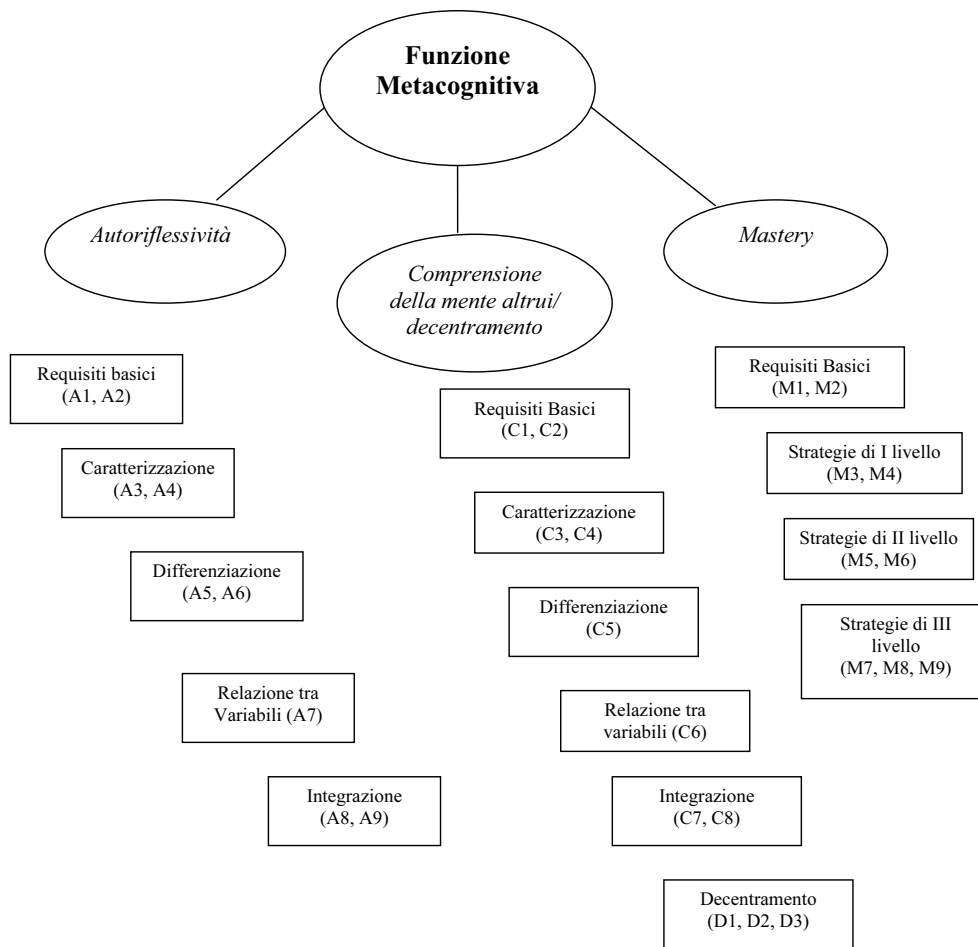 Funzione
Metacognitiva
Autoriflessività
Comprensione
della mente altrui/
decentramento
Mastery
Requisiti basici
(A1, A2)
Caratterizzazione
(A3, A4)
Differenziazione
(A5, A6)
Relazione tra
Variabili (A7)
Integrazione
(A8, A9)
Requisiti Basici
(C1, C2)
Caratterizzazione
(C3, C4)
Differenziazione
(C5)
Relazione tra
variabili (C6)
Integrazione
(C7, C8)
Decentramento
(D1, D2, D3)
Requisiti Basici
(M1, M2)
Strategie di I livello
(M3, M4)
Strategie di II livello
(M5, M6)
Strategie di III
livello
(M7, M8, M9)